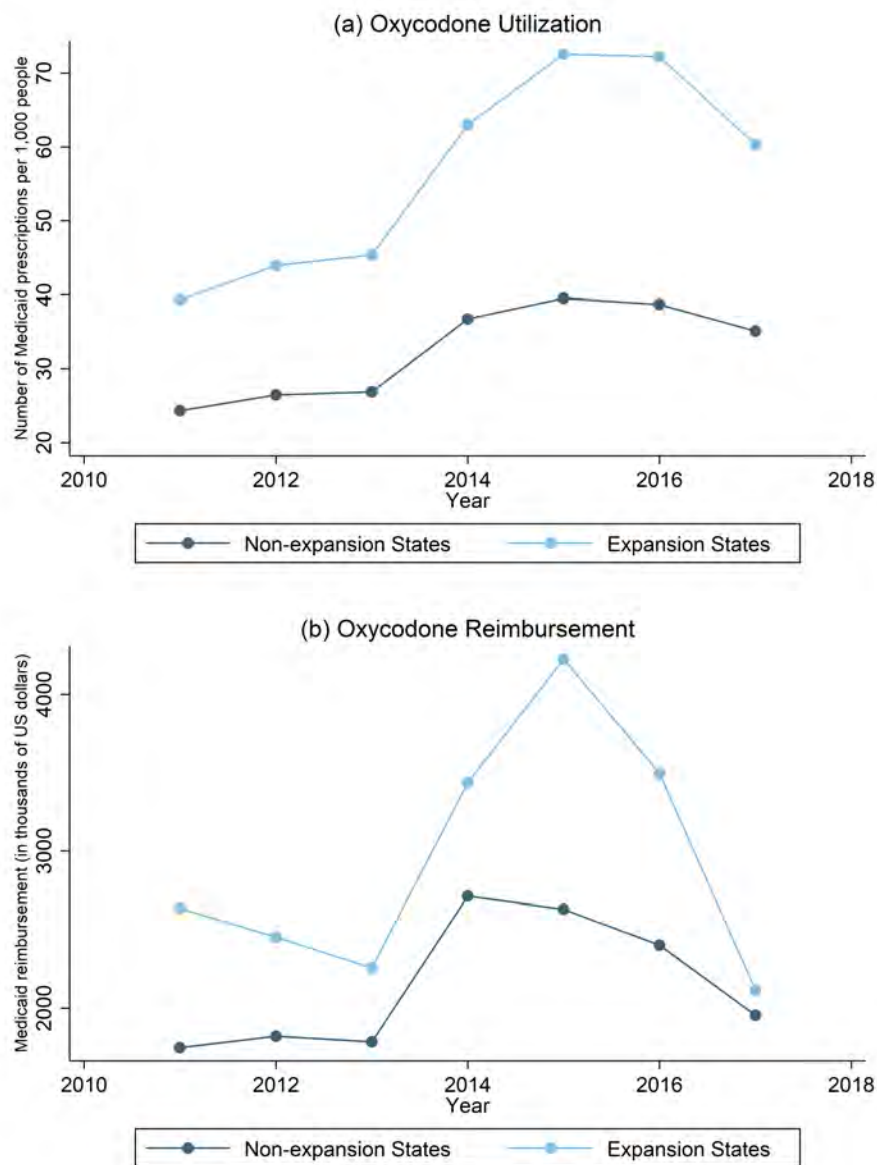 (a) Oxycodone Utilization
Number of Medicaid prescriptions per 1,000 people
70
60
50
40
30
20
2010 2012 2014 2016 2018
Year
Non-expansion States Expansion States
(b) Oxycodone Reimbursement
Medicaid reimbursement (in thousands of US dollars)
4000
3000
2000
2010 2012 2014 2016 2018
Year
Non-expansion States Expansion States